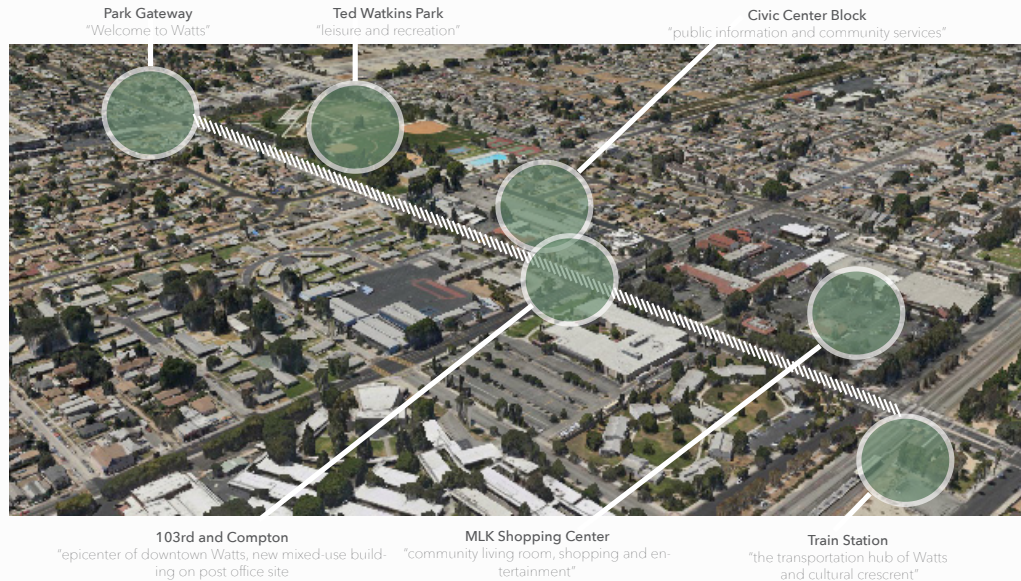 Park Gateway
"Welcome to Watts"
Ted Watkins Park
"leisure and recreation"
Civic Center Block
"public information and community services"
103rd and Compton
"epicenter of downtown Watts, new mixed-use build-
ing on post office site
MLK Shopping Center
"community living room, shopping and en-
tertainment"
Train Station
"the transportation hub of Watts
and cultural crescrent"